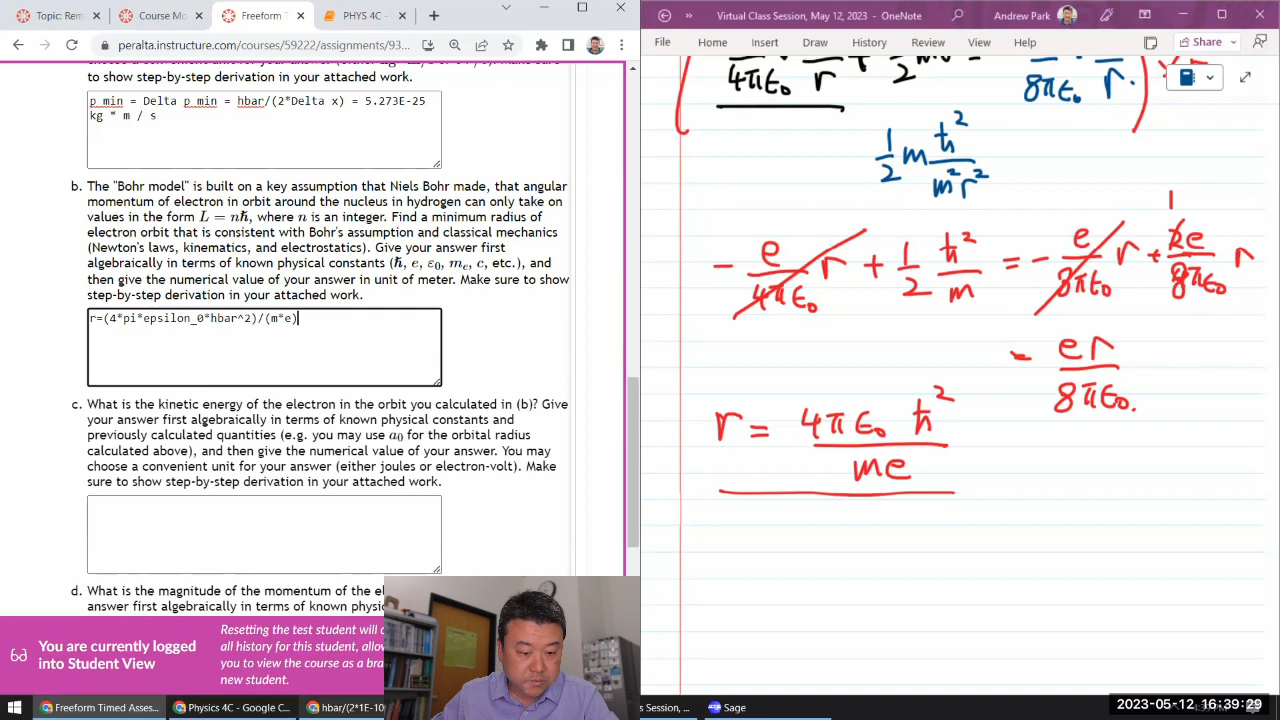 Topics Rem
Course Mod
Freeform Ti
PHYS 4C -
peralta.instructure.com/courses/59222/assignments/93...
to show step-by-step derivation in your attached work.
p_min = Delta p_min = hbar/(2*Delta x) = 5.273E-25
kg * m / s
b. The "Bohr model" is built on a key assumption that Niels Bohr made, that angular
momentum of electron in orbit around the nucleus in hydrogen can only take on
values in the form L = nℏ, where n is an integer. Find a minimum radius of
electron orbit that is consistent with Bohr's assumption and classical mechanics
(Newton's laws, kinematics, and electrostatics). Give your answer first
algebraically in terms of known physical constants (ℏ, e, ε₀, mₑ, c, etc.), and
then give the numerical value of your answer in unit of meter. Make sure to show
step-by-step derivation in your attached work.
r=(4*pi*epsilon_0*hbar^2)/(m*e)
c. What is the kinetic energy of the electron in the orbit you calculated in (b)? Give
your answer first algebraically in terms of known physical constants and
previously calculated quantities (e.g. you may use a₀ for the orbital radius
calculated above), and then give the numerical value of your answer. You may
choose a convenient unit for your answer (either joules or electron-volt). Make
sure to show step-by-step derivation in your attached work.
d. What is the magnitude of the momentum of the el
answer first algebraically in terms of known physic
You are currently logged
into Student View
Resetting the test student will
all history for this student, allow
you to view the course as a bra
new student.
Virtual Class Session, May 12, 2023 - OneNote
Andrew Park
File Home Insert Draw History Review View Help
Share
4πε₀ r + 2 mv = 8πε₀ r.
1/2 m ℏ²/m²r²
- e/4πε₀ r + 1/2 ℏ²/m = - e/8πε₀ r + 1 2e/8πε₀ r
= er/8πε₀.
r = 4πε₀ ℏ²/me
Freeform Timed Asses...
Physics 4C - Google C...
hbar/(2*1E-10
s Session, ...
Sage
2023-05-12 16:39:29